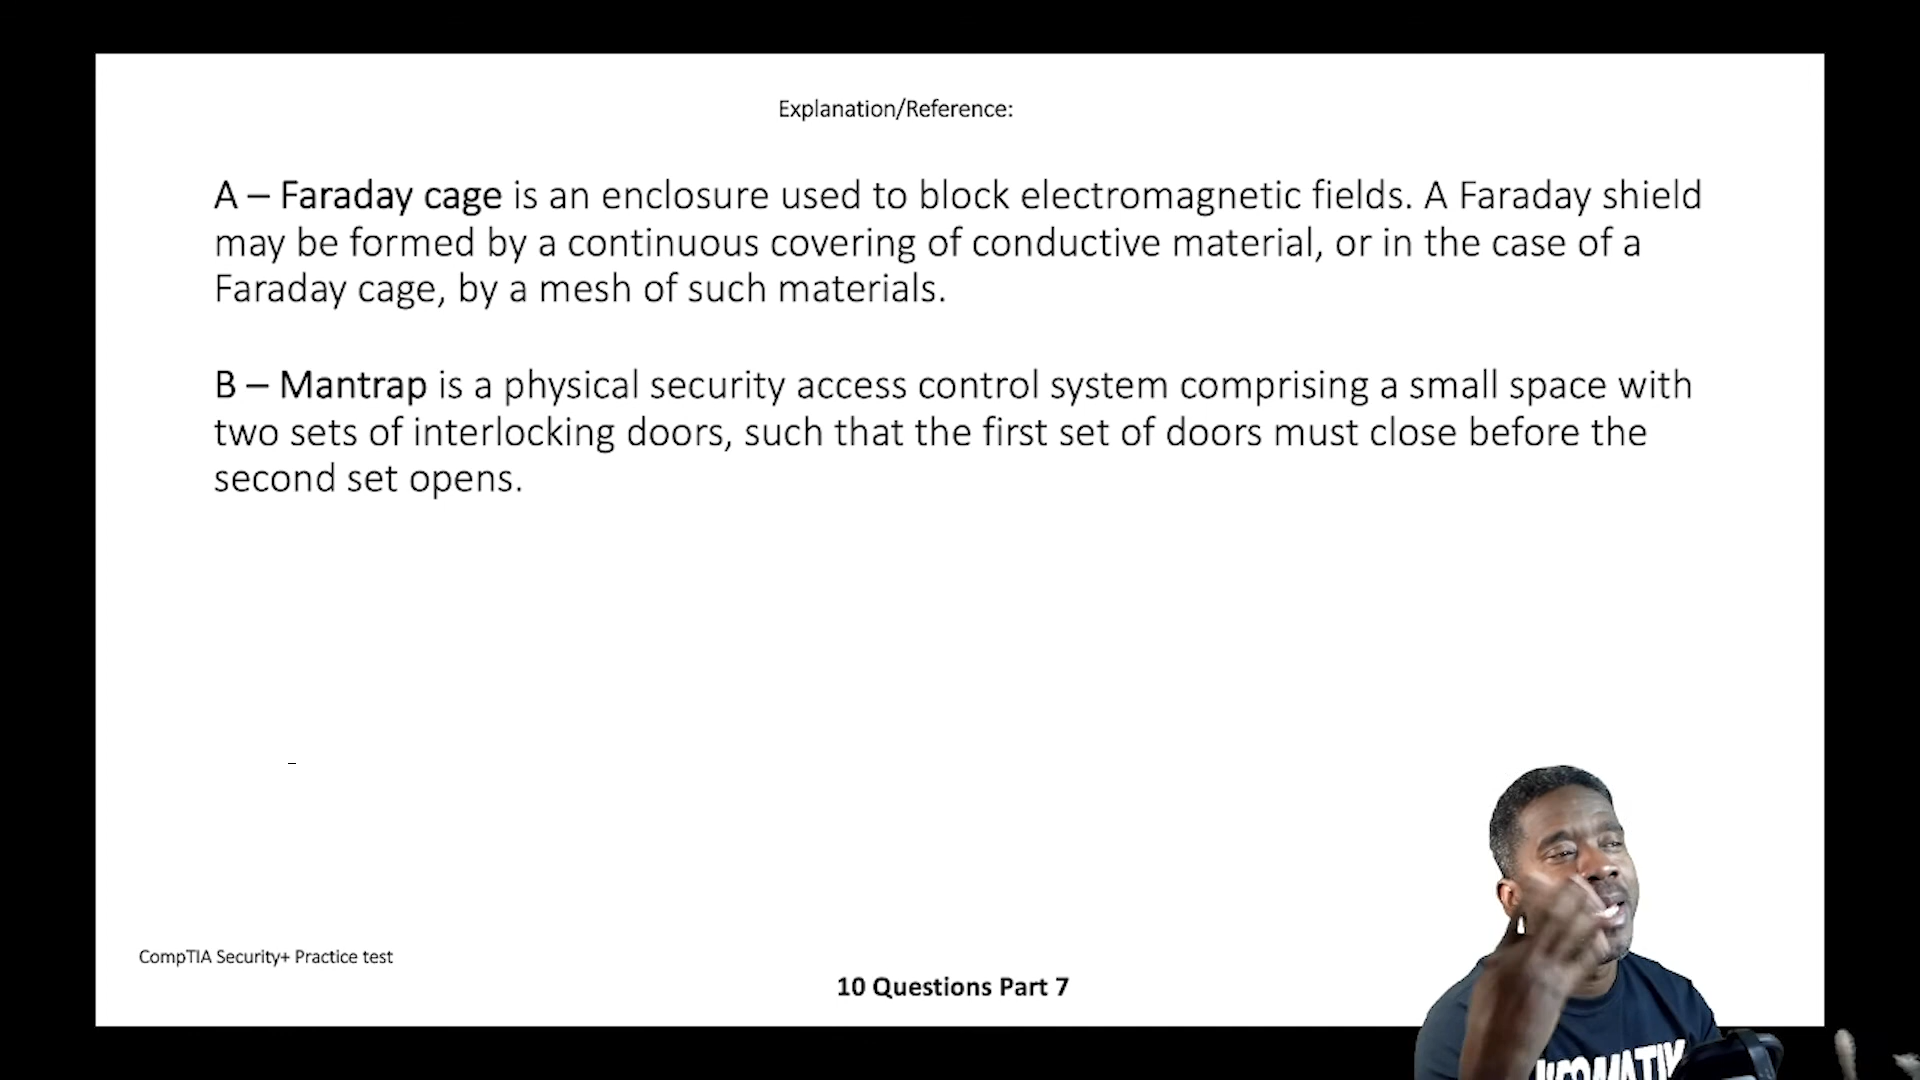 Explanation/Reference:
A – Faraday cage is an enclosure used to block electromagnetic fields. A Faraday shield
may be formed by a continuous covering of conductive material, or in the case of a
Faraday cage, by a mesh of such materials.
B – Mantrap is a physical security access control system comprising a small space with
two sets of interlocking doors, such that the first set of doors must close before the
second set opens.
–
CompTIA Security+ Practice test
10 Questions Part 7